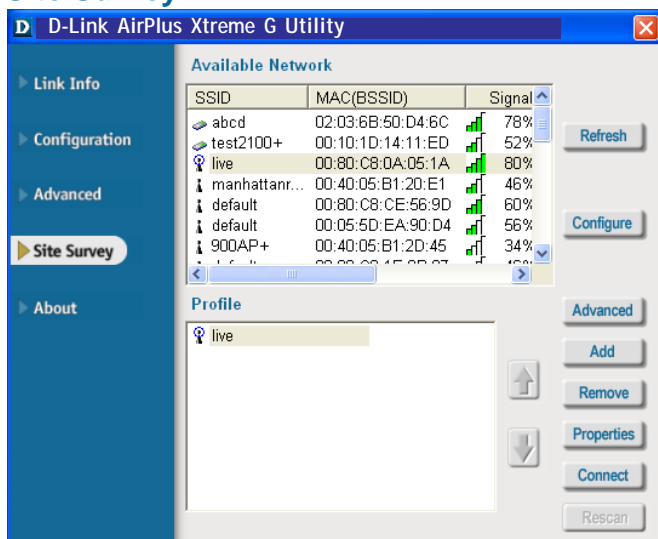 D D-Link AirPlus Xtreme G Utility
Link Info
Configuration
Advanced
Site Survey
About
Available Network
SSID MAC(BSSID) Signal
abcd 02:03:6B:50:D4:6C 78%
test2100+ 00:10:1D:14:11:ED 52%
live 00:80:C8:0A:05:1A 80%
manhattanr... 00:40:05:B1:20:E1 46%
default 00:80:C8:CE:56:9D 60%
default 00:05:5D:EA:90:D4 56%
900AP+ 00:40:05:B1:2D:45 34%
Refresh
Configure
Profile
live
Advanced
Add
Remove
Properties
Connect
Rescan